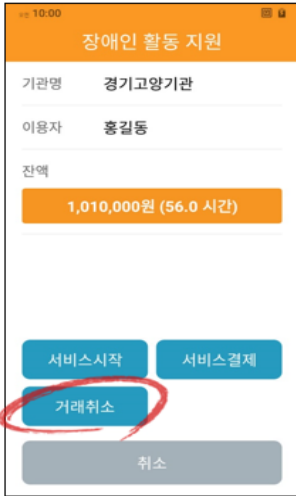 10:00
장애인 활동 지원
기관명 경기고양기관
이용자 홍길동
잔액
1,010,000원 (56.0 시간)
서비스시작 서비스결제
거래취소
취소